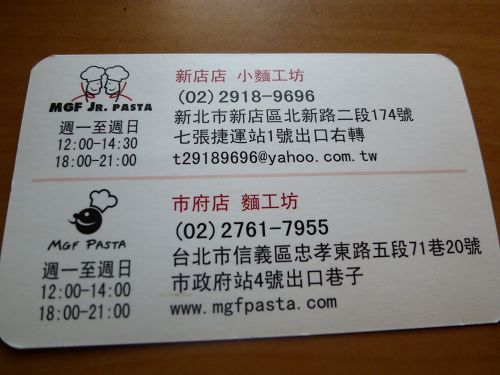 MGF JR. PASTA
週一至週日
12:00-14:30
18:00-21:00
新店店 小麵工坊
(02)2918-9696
新北市新店區北新路二段174號
七張捷運站1號出口右轉
t29189696@yahoo.com.tw
MGF PASTA
週一至週日
12:00-14:00
18:00-21:00
市府店 麵工坊
(02)2761-7955
台北市信義區忠孝東路五段71巷20號
市政府站4號出口巷子
www.mgfpasta.com